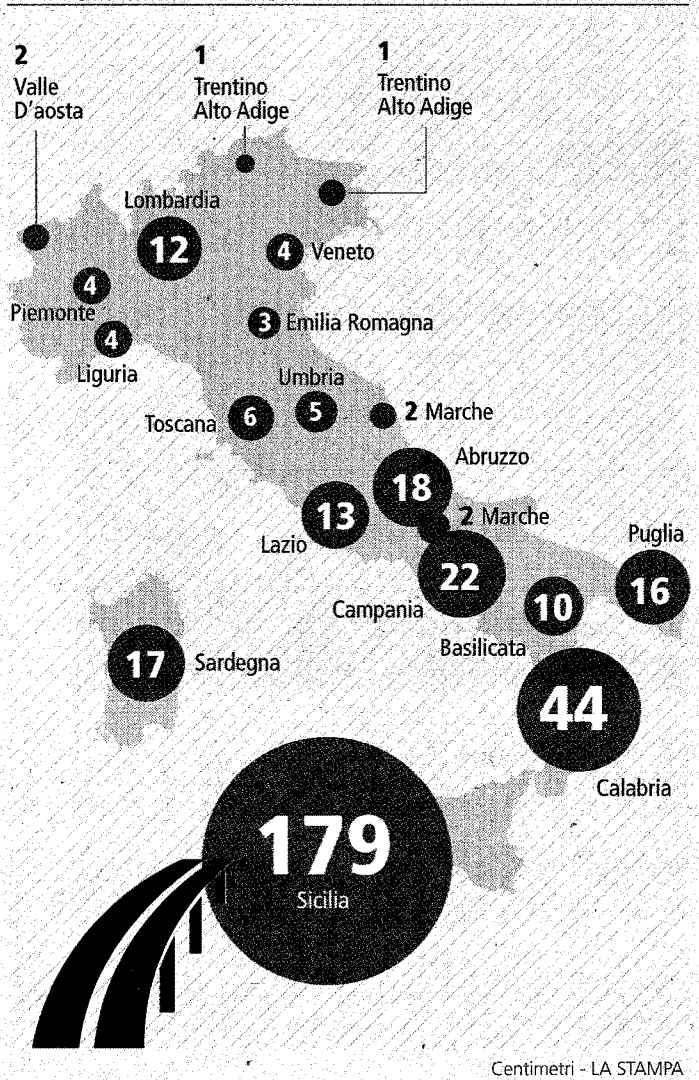 2
Valle
D'aosta
1
Trentino
Alto Adige
1
Trentino
Alto Adige
Lombardia
12
4 Veneto
4
Piemonte
4
Liguria
3 Emilia Romagna
Umbria
5
Toscana 6
2 Marche
Abruzzo
18
13
Lazio
2 Marche
Puglia
16
22
Campania
10
Basilicata
17 Sardegna
44
Calabria
179
Sicilia
Centimetri - LA STAMPA